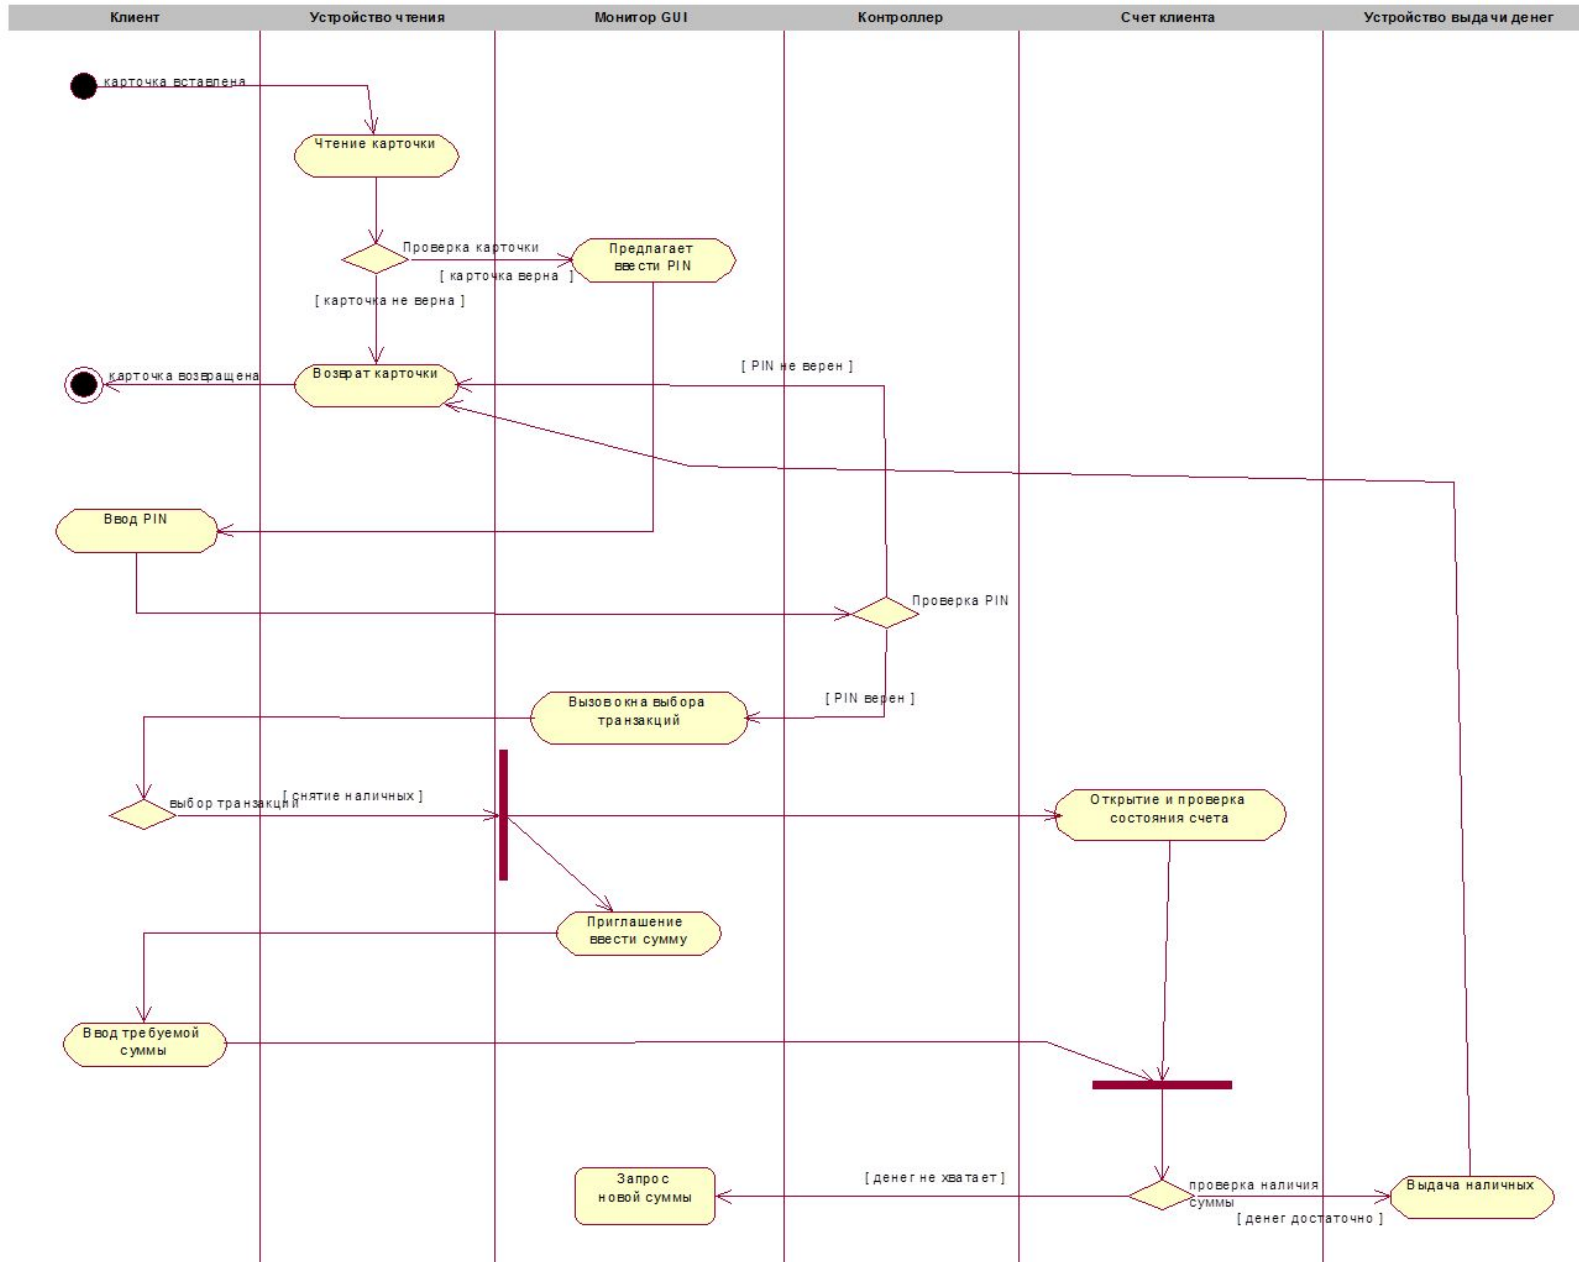 Клиент
Устройство чтения
Монитор GUI
Контроллер
Счет клиента
Устройство выдачи денег
карточка вставлена
Чтение карточки
Проверка карточки
[ карточка верна ]
Предлагает
ввести PIN
[ карточка не верна ]
карточка возвращена
Возврат карточки
[ PIN не верен ]
Ввод PIN
Проверка PIN
Вызов окна выбора
транзакций
[ PIN верен ]
выбор транзакции
[ снятие наличных ]
Открытие и проверка
состояния счета
Приглашение
ввести сумму
Ввод требуемой
суммы
Запрос
новой суммы
[ денег не хватает ]
проверка наличия
суммы
[ денег достаточно ]
Выдача наличных